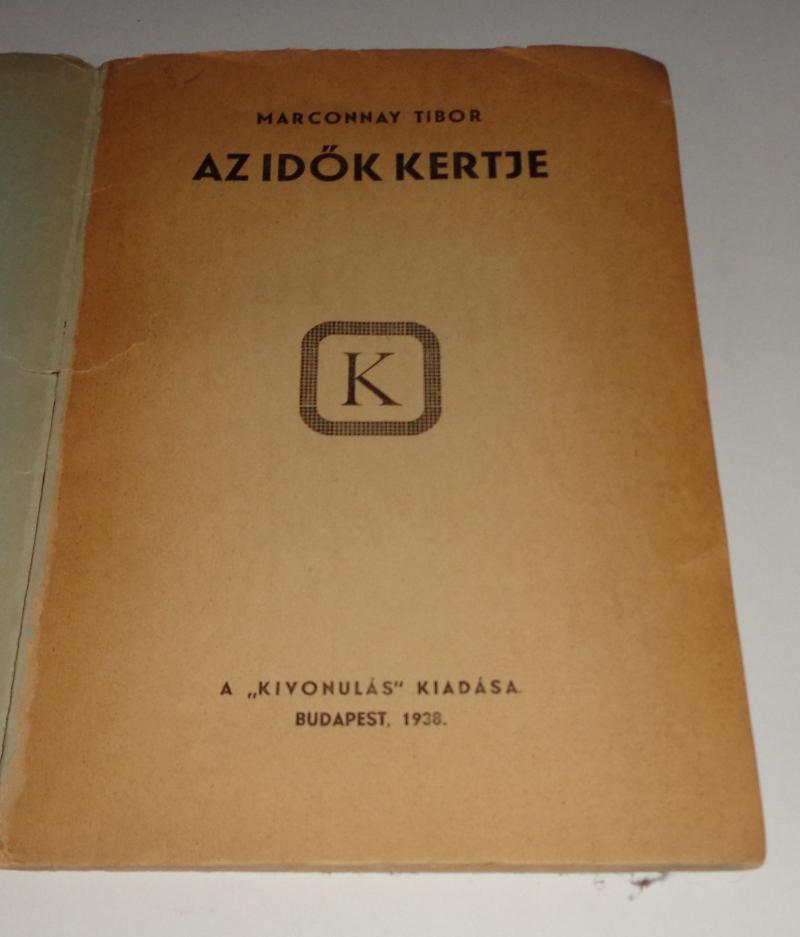 MARCONNAY TIBOR
AZ IDŐK KERTJE
K
A „KIVONULÁS" KIADÁSA.
BUDAPEST, 1938.